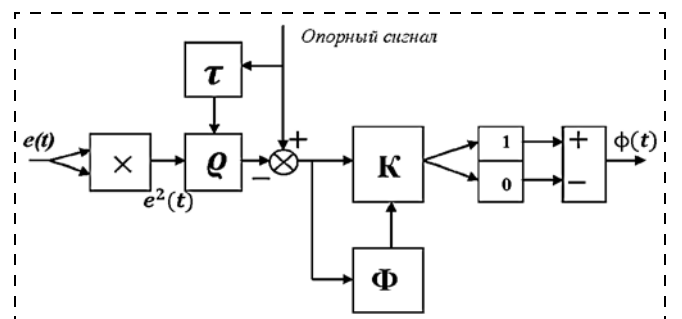 Опорный сигнал
τ
e(t)
×
e²(t)
ϱ
+
−
К
Ф
1
0
+
−
ϕ(t)